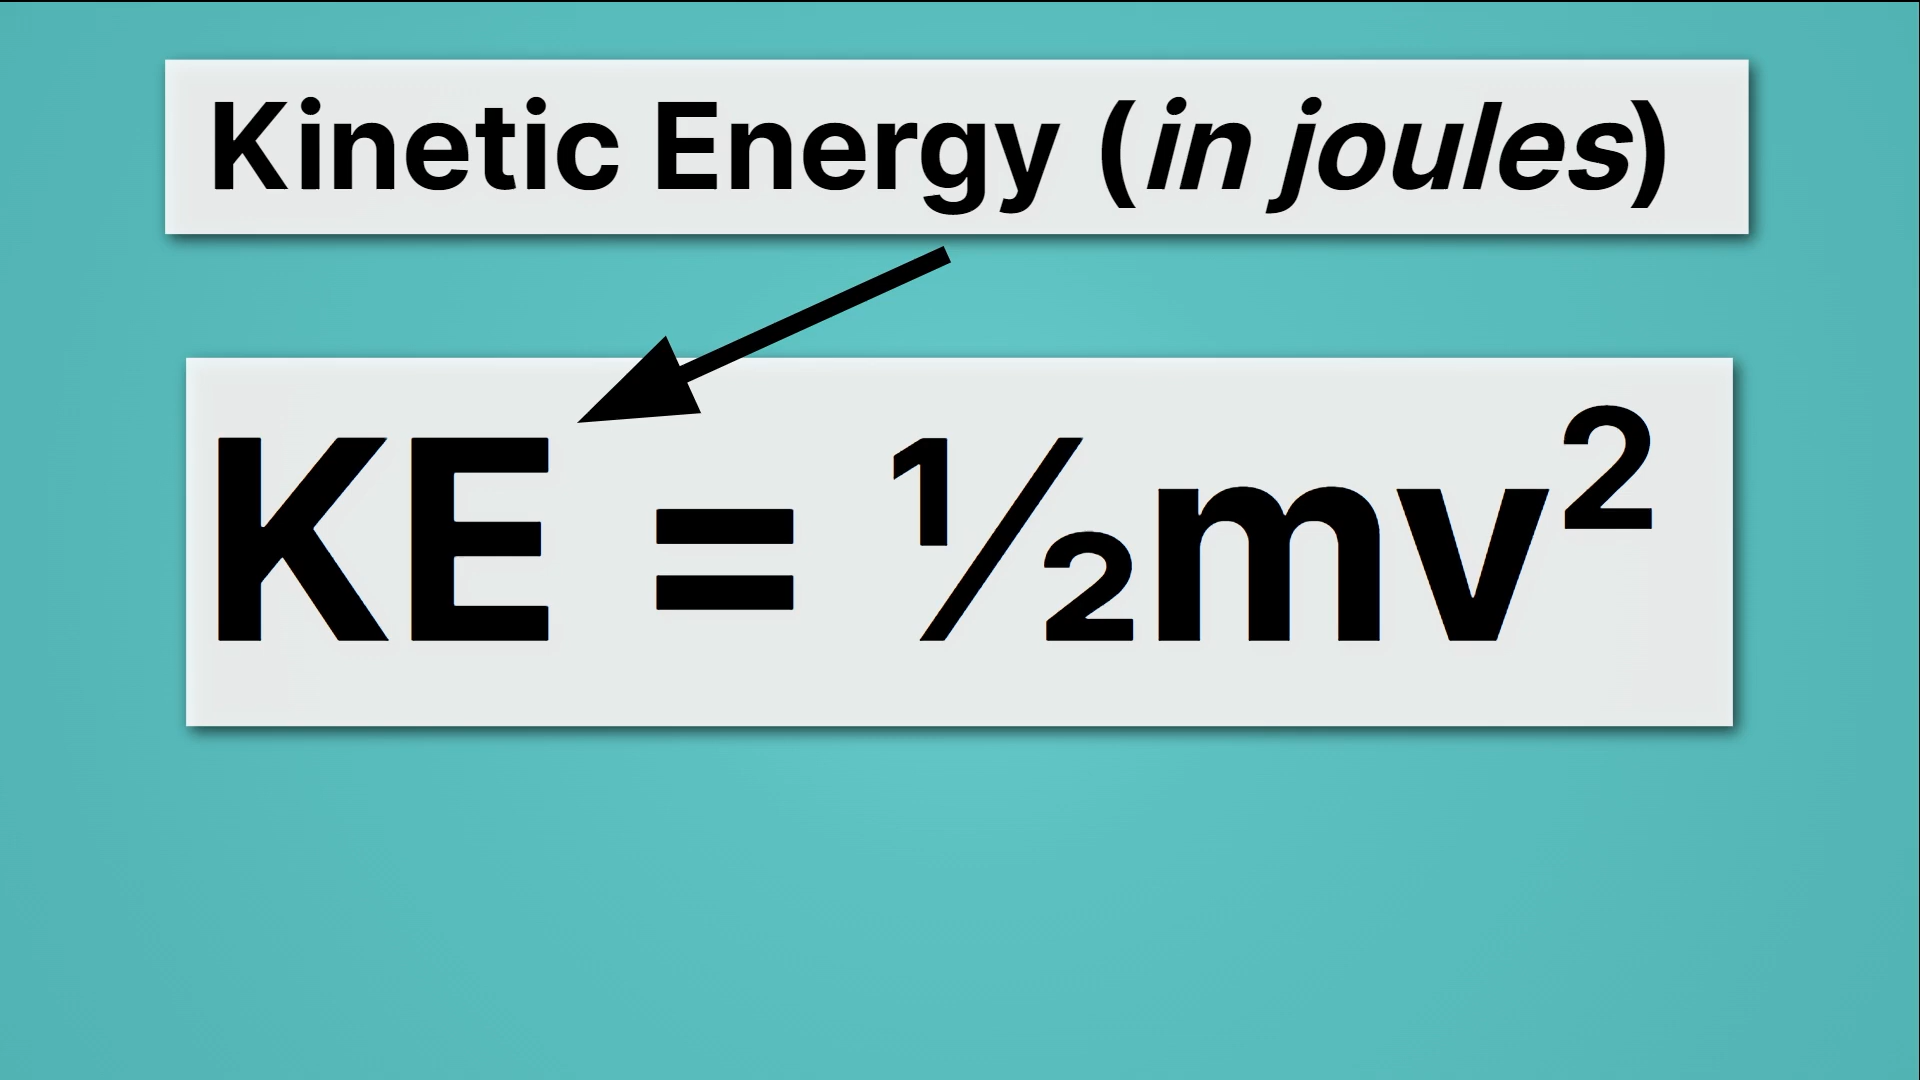 Kinetic Energy (in joules)
KE = ½mv²